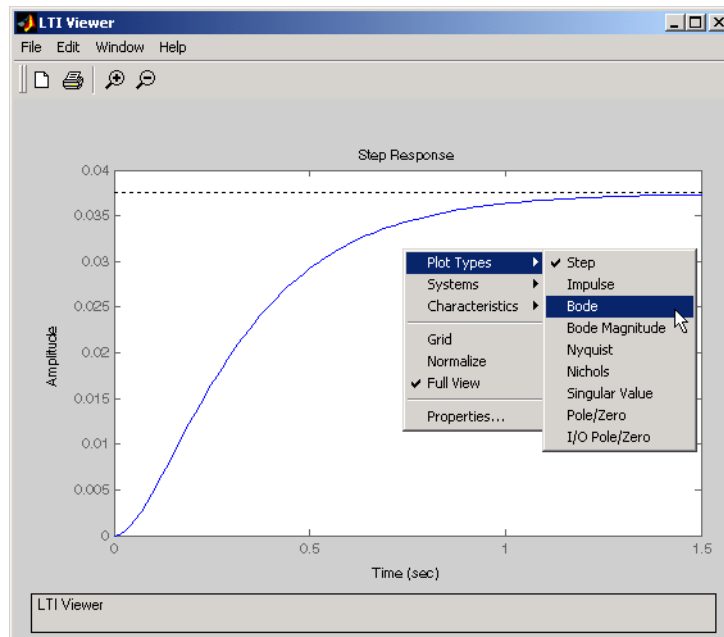 LTI Viewer
File Edit Window Help
Step Response
0.04
0.035
0.03
0.025
0.02
0.015
0.01
0.005
0
Amplitude
0 0.5 1 1.5
Time (sec)
Plot Types
Systems
Characteristics
Grid
Normalize
Full View
Properties...
Step
Impulse
Bode
Bode Magnitude
Nyquist
Nichols
Singular Value
Pole/Zero
I/O Pole/Zero
LTI Viewer